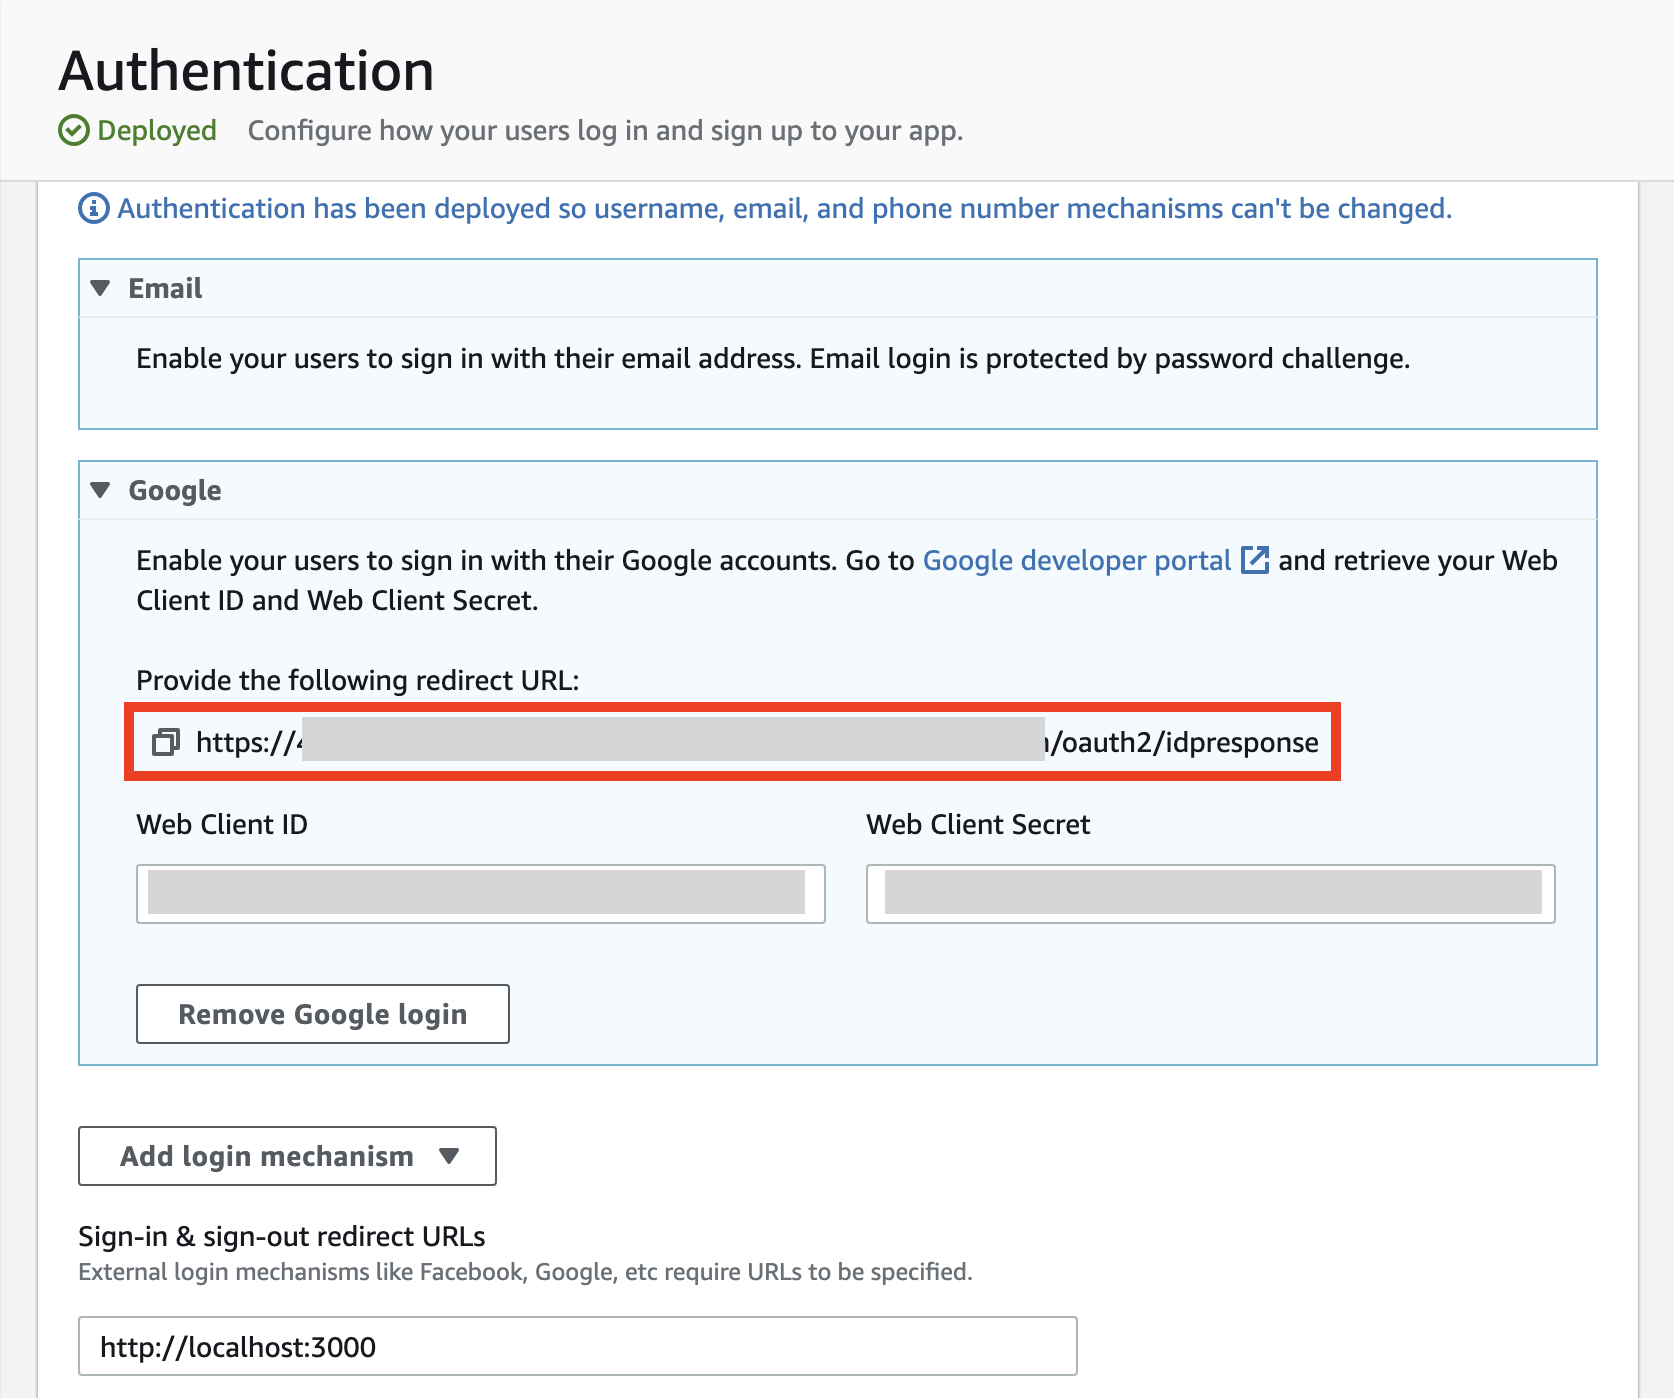 Authentication
Deployed Configure how your users log in and sign up to your app.
Authentication has been deployed so username, email, and phone number mechanisms can't be changed.
Email
Enable your users to sign in with their email address. Email login is protected by password challenge.
Google
Enable your users to sign in with their Google accounts. Go to Google developer portal and retrieve your Web
Client ID and Web Client Secret.
Provide the following redirect URL:
https:// /oauth2/idpresponse
Web Client ID Web Client Secret
Remove Google login
Add login mechanism
Sign-in & sign-out redirect URLs
External login mechanisms like Facebook, Google, etc require URLs to be specified.
http://localhost:3000